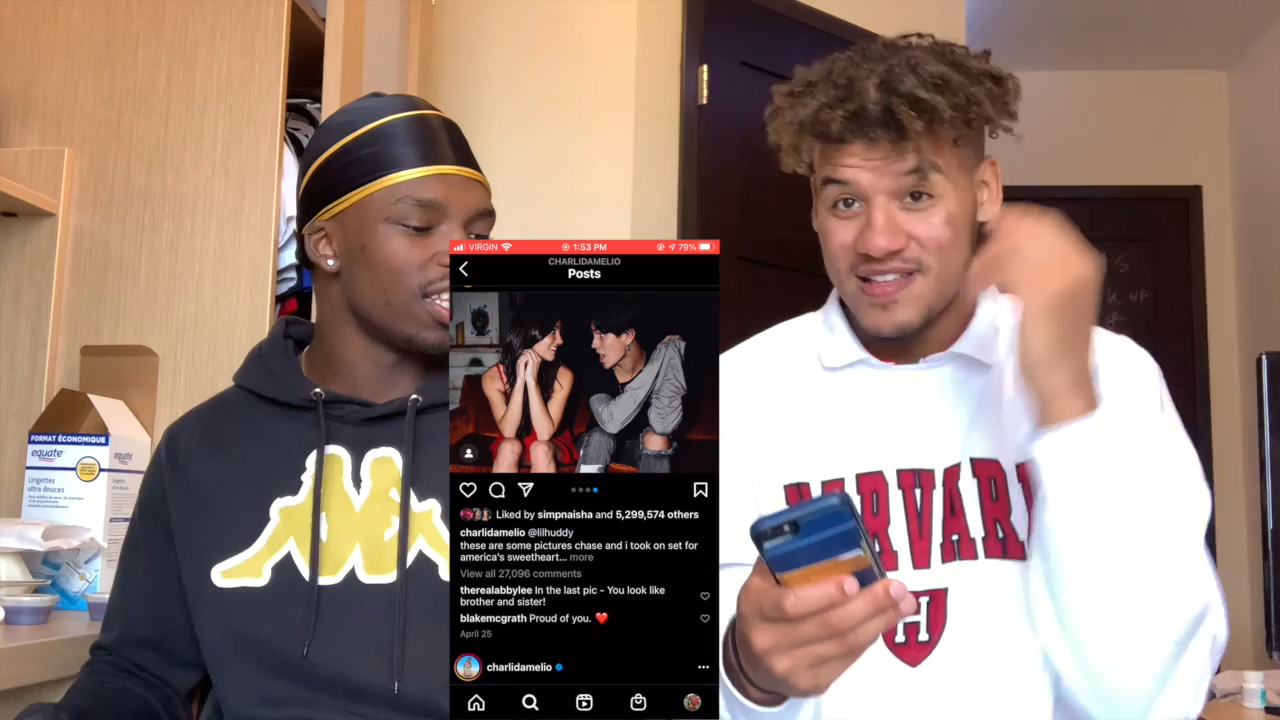 VIRGIN 1:53 PM 79%
CHARLIDAMELIO
Posts
Liked by simpnaisha and 5,299,574 others
charlidamelio @lilhuddy
these are some pictures chase and i took on set for
america's sweetheart... more
View all 27,096 comments
therealabbylee In the last pic - You look like
brother and sister!
blakemcgrath Proud of you. ❤️
April 25
charlidamelio
FORMAT ÉCONOMIQUE
equate
equate
Lingettes
ultra douces
HARVARD
H